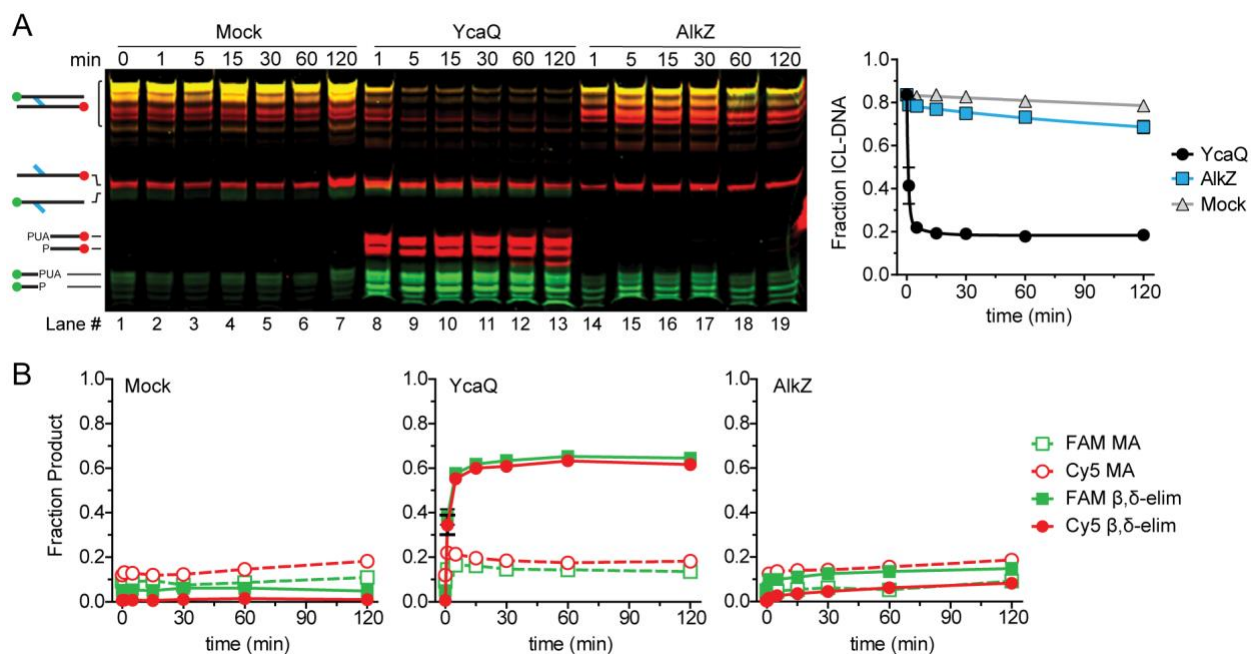 A
Mock YcaQ AlkZ
min 0 1 5 15 30 60 120 1 5 15 30 60 120 1 5 15 30 60 120
PUA
P
PUA
P
Lane # 1 2 3 4 5 6 7 8 9 10 11 12 13 14 15 16 17 18 19
Fraction ICL-DNA
1.0
0.8
0.6
0.4
0.2
0.0
0 30 60 90 120
time (min)
YcaQ
AlkZ
Mock
B
Fraction Product
Mock
1.0
0.8
0.6
0.4
0.2
0.0
0 30 60 90 120
time (min)
YcaQ
1.0
0.8
0.6
0.4
0.2
0.0
0 30 60 90 120
time (min)
AlkZ
1.0
0.8
0.6
0.4
0.2
0.0
0 30 60 90 120
time (min)
FAM MA
Cy5 MA
FAM β,δ-elim
Cy5 β,δ-elim